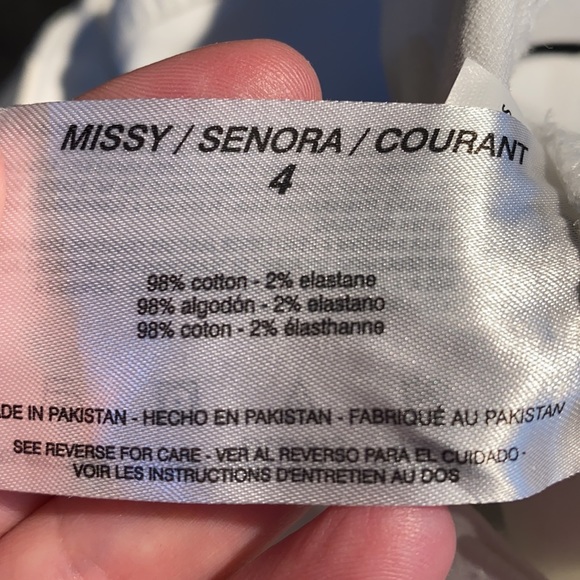 MISSY / SENORA / COURANT
4
98% cotton - 2% elastane
98% algodón - 2% elastano
98% coton - 2% élasthanne
DE IN PAKISTAN - HECHO EN PAKISTAN - FABRIQUÉ AU PAKISTAN
SEE REVERSE FOR CARE - VER AL REVERSO PARA EL CUIDADO -
VOIR LES INSTRUCTIONS D'ENTRETIEN AU DOS